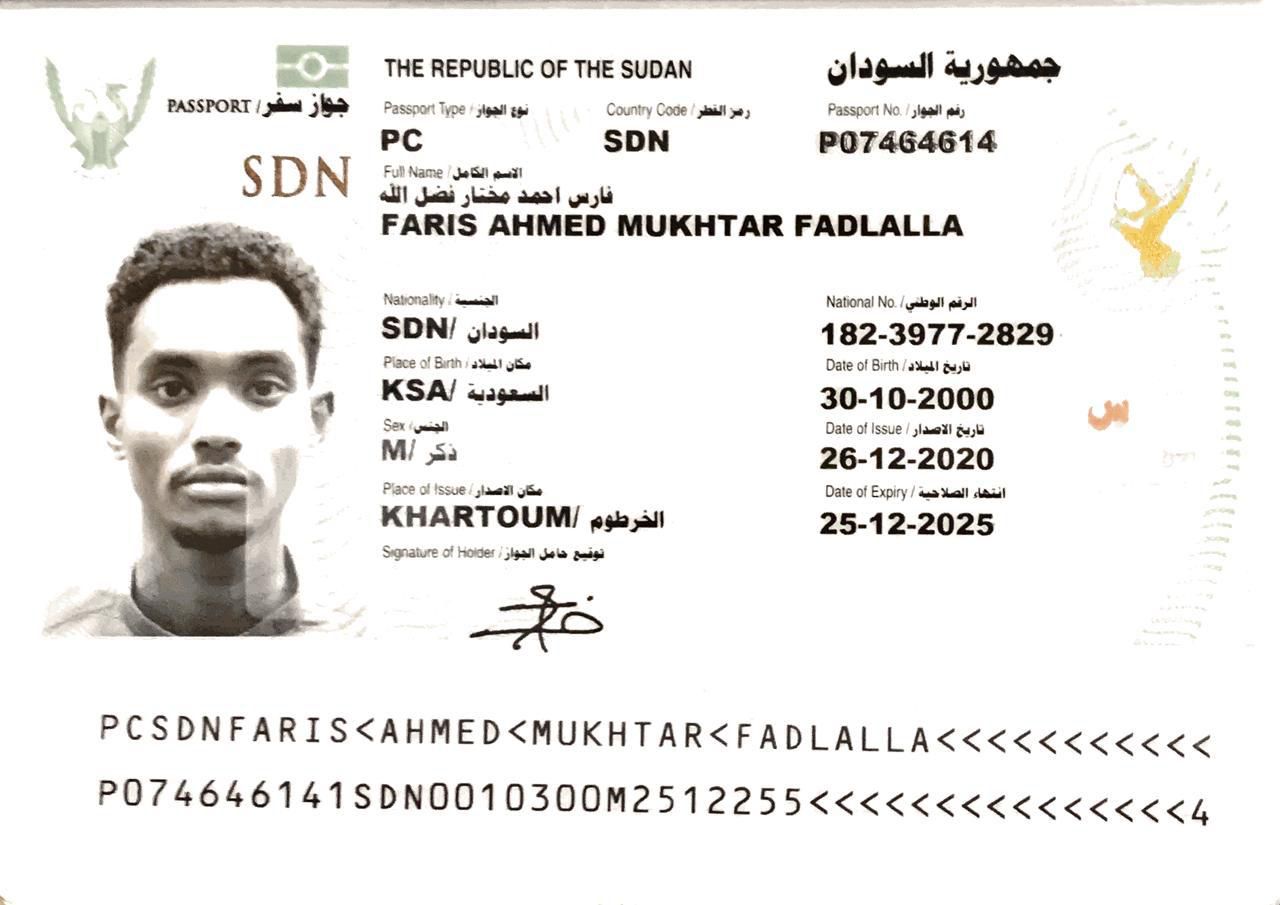 THE REPUBLIC OF THE SUDAN جمهورية السودان
PASSPORT / جواز سفر
SDN
Passport Type / نوع الجواز Country Code / رمز القطر Passport No. / رقم الجواز
PC SDN P07464614
Full Name / الاسم الكامل
فارس احمد مختار فضل الله
FARIS AHMED MUKHTAR FADLALLA
Nationality / الجنسية National No. / الرقم الوطني
SDN/ السودان 182-3977-2829
Place of Birth / مكان الميلاد Date of Birth / تاريخ الميلاد
KSA/ السعودية 30-10-2000
Sex / الجنس Date of Issue / تاريخ الاصدار
M/ ذكر 26-12-2020
Place of Issue / مكان الاصدار Date of Expiry / انتهاء الصلاحية
KHARTOUM/ الخرطوم 25-12-2025
Signature of Holder / توقيع حامل الجواز
س
PCSDNFARIS<AHMED<MUKHTAR<FADLALLA<<<<<<<<<<<
P074646141SDN0010300M2512255<<<<<<<<<<<<<<<4